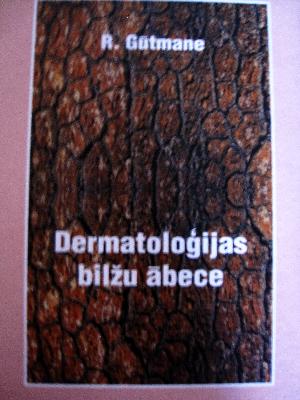 R. Gūtmane
Dermatoloģijas
bilžu ābece